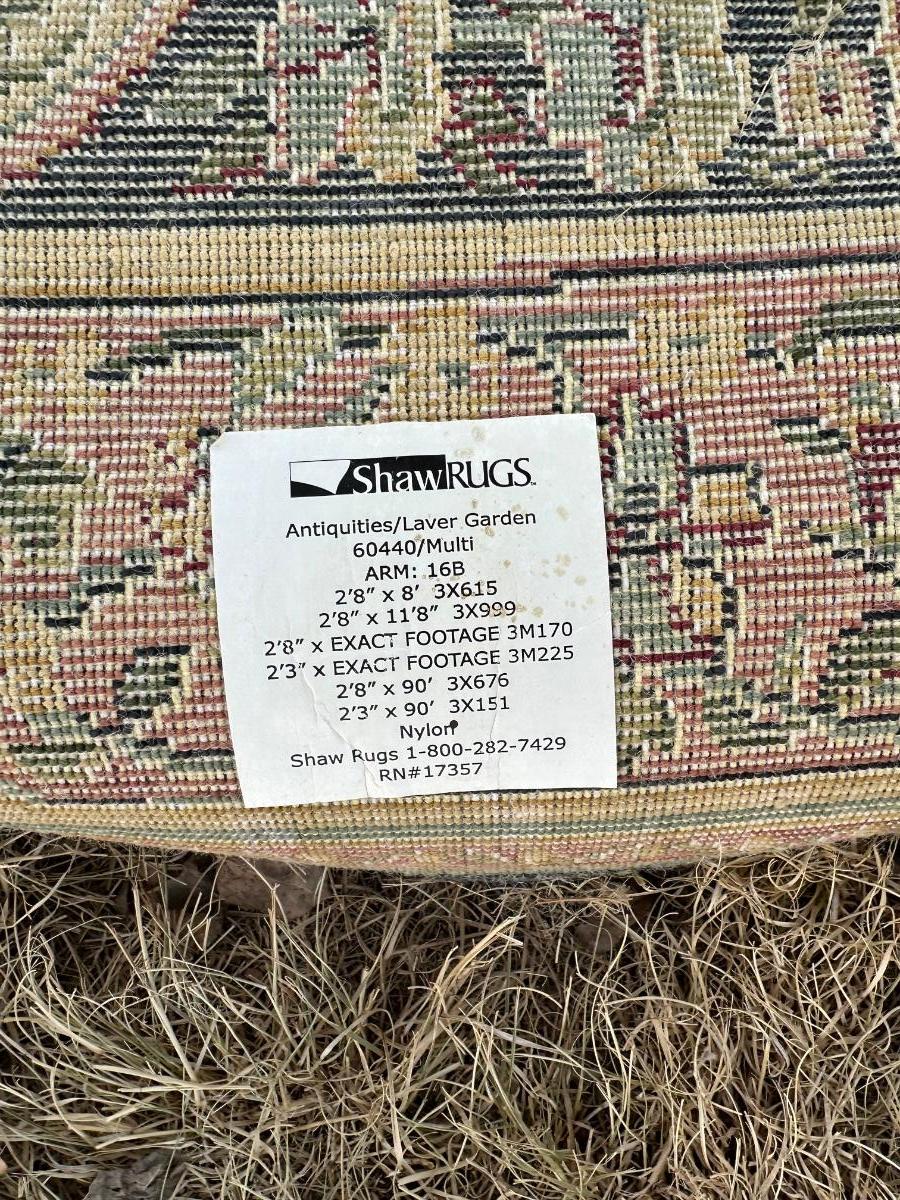 ShawRUGS™
Antiquities/Laver Garden
60440/Multi
ARM: 16B
2'8" x 8' 3X615
2'8" x 11'8" 3X999
2'8" x EXACT FOOTAGE 3M170
2'3" x EXACT FOOTAGE 3M225
2'8" x 90' 3X676
2'3" x 90' 3X151
Nylon
Shaw Rugs 1-800-282-7429
RN#17357